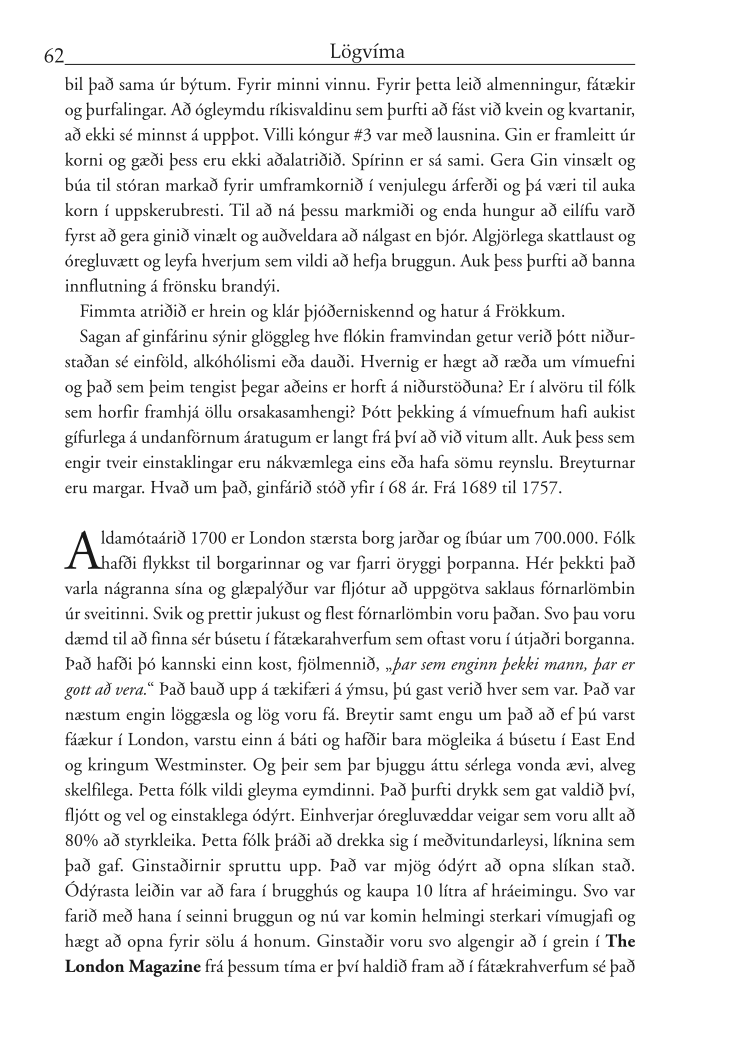 62
Lögvíma
bil það sama úr býtum. Fyrir minni vinnu. Fyrir þetta leið almenningur, fátækir
og þurfalingar. Að ógleymdu ríkisvaldinu sem þurfti að fást við kvein og kvartanir,
að ekki sé minnst á uppþot. Villi kóngur #3 var með lausnina. Gin er framleitt úr
korni og gæði þess eru ekki aðalatriðið. Spírinn er sá sami. Gera Gin vinsælt og
búa til stóran markað fyrir umframkornið í venjulegu árferði og þá væri til auka
korn í uppskerubresti. Til að ná þessu markmiði og enda hungur að eilífu varð
fyrst að gera ginið vinælt og auðveldara að nálgast en bjór. Algjörlega skattlaust og
óregluvætt og leyfa hverjum sem vildi að hefja bruggun. Auk þess þurfti að banna
innflutning á frönsku brandýi.
Fimmta atriðið er hrein og klár þjóðerniskennd og hatur á Frökkum.
Sagan af ginfárinu sýnir glöggleg hve flókin framvindan getur verið þótt niður-
staðan sé einföld, alkóhólismi eða dauði. Hvernig er hægt að ræða um vímuefni
og það sem þeim tengist þegar aðeins er horft á niðurstöðuna? Er í alvöru til fólk
sem horfir framhjá öllu orsakasamhengi? Þótt þekking á vímuefnum hafi aukist
gífurlega á undanförnum áratugum er langt frá því að við vitum allt. Auk þess sem
engir tveir einstaklingar eru nákvæmlega eins eða hafa sömu reynslu. Breyturnar
eru margar. Hvað um það, ginfárið stóð yfir í 68 ár. Frá 1689 til 1757.
Aldamótaárið 1700 er London stærsta borg jarðar og íbúar um 700.000. Fólk
hafði flykkst til borgarinnar og var fjarri öryggi þorpanna. Hér þekkti það
varla nágranna sína og glæpalýður var fljótur að uppgötva saklaus fórnarlömbin
úr sveitinni. Svik og prettir jukust og flest fórnarlömbin voru þaðan. Svo þau voru
dæmd til að finna sér búsetu í fátækarahverfum sem oftast voru í útjaðri borganna.
Það hafði þó kannski einn kost, fjölmennið, „þar sem enginn þekki mann, þar er
gott að vera.“ Það bauð upp á tækifæri á ýmsu, þú gast verið hver sem var. Það var
næstum engin löggæsla og lög voru fá. Breytir samt engu um það að ef þú varst
fáækur í London, varstu einn á báti og hafðir bara mögleika á búsetu í East End
og kringum Westminster. Og þeir sem þar bjuggu áttu sérlega vonda ævi, alveg
skelfilega. Þetta fólk vildi gleyma eymdinni. Það þurfti drykk sem gat valdið því,
fljótt og vel og einstaklega ódýrt. Einhverjar óregluvæddar veigar sem voru allt að
80% að styrkleika. Þetta fólk þráði að drekka sig í meðvitundarleysi, líknina sem
það gaf. Ginstaðirnir spruttu upp. Það var mjög ódýrt að opna slíkan stað.
Ódýrasta leiðin var að fara í brugghús og kaupa 10 lítra af hráeimingu. Svo var
farið með hana í seinni bruggun og nú var komin helmingi sterkari vímugjafi og
hægt að opna fyrir sölu á honum. Ginstaðir voru svo algengir að í grein í The
London Magazine frá þessum tíma er því haldið fram að í fátækrahverfum sé það